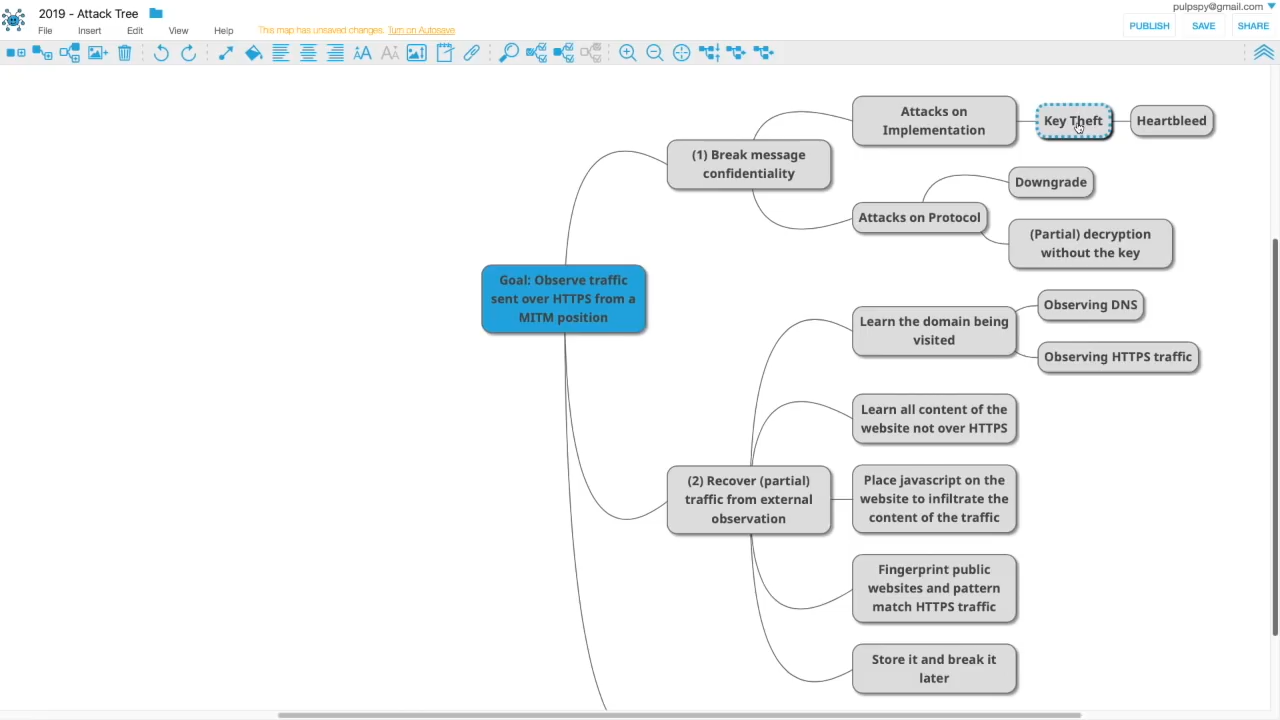 pulpspy@gmail.com
2019 - Attack Tree
File Insert Edit View Help
This map has unsaved changes. Turn on Autosave
PUBLISH SAVE SHARE
Attacks on
Implementation
Key Theft
Heartbleed
(1) Break message
confidentiality
Downgrade
Attacks on Protocol
(Partial) decryption
without the key
Goal: Observe traffic
sent over HTTPS from a
MITM position
Observing DNS
Learn the domain being
visited
Observing HTTPS traffic
Learn all content of the
website not over HTTPS
(2) Recover (partial)
traffic from external
observation
Place javascript on the
website to infiltrate the
content of the traffic
Fingerprint public
websites and pattern
match HTTPS traffic
Store it and break it
later